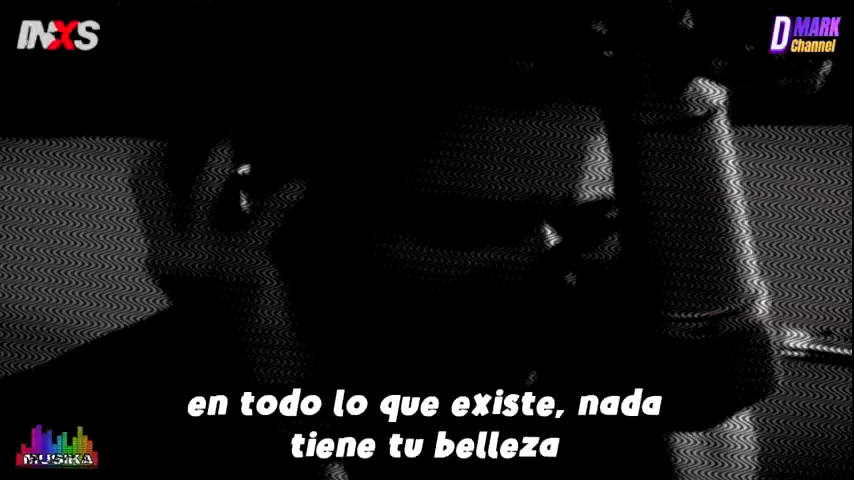 INXS
D MARK
Channel
en todo lo que existe, nada
tiene tu belleza
MUSIKA